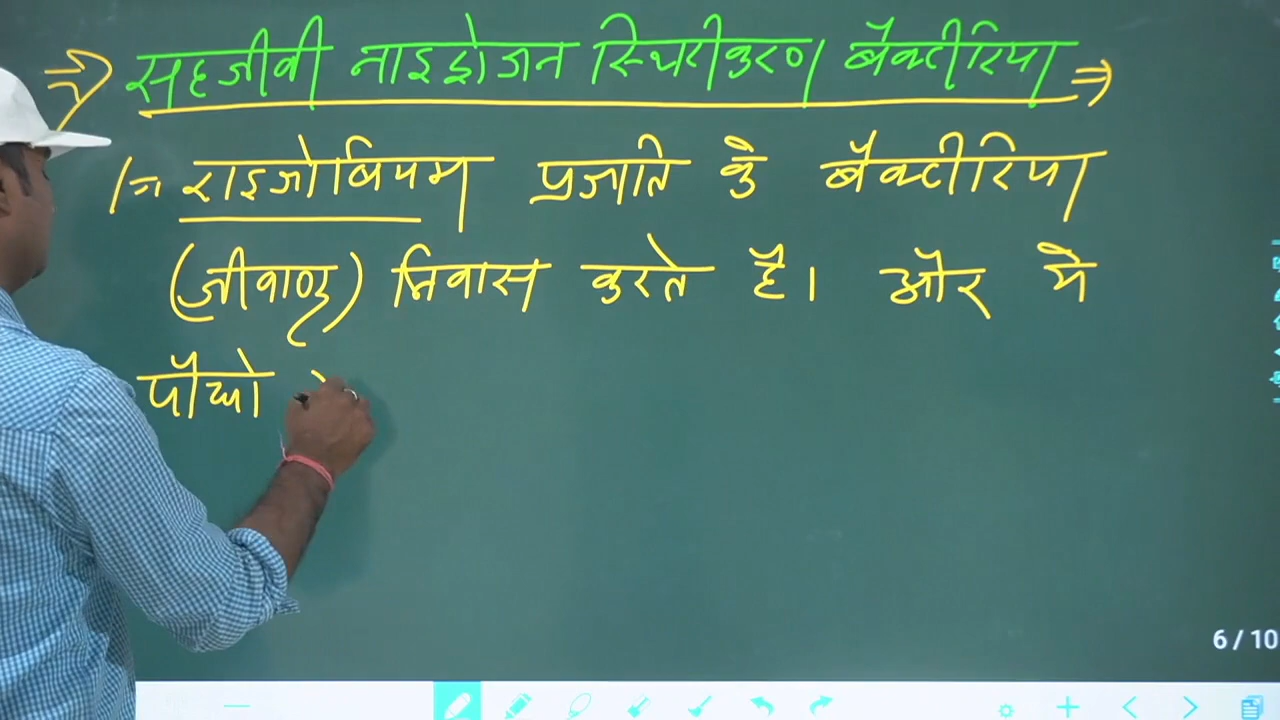 ⇒ सहजीवी नाइट्रोजन स्थिरीकरण बैक्टीरिया ⇒
1⇒ राइजोबियम प्रजाति के बैक्टीरिया
(जीवाणु) निवास करते है। और ये
पौधो
6 / 10